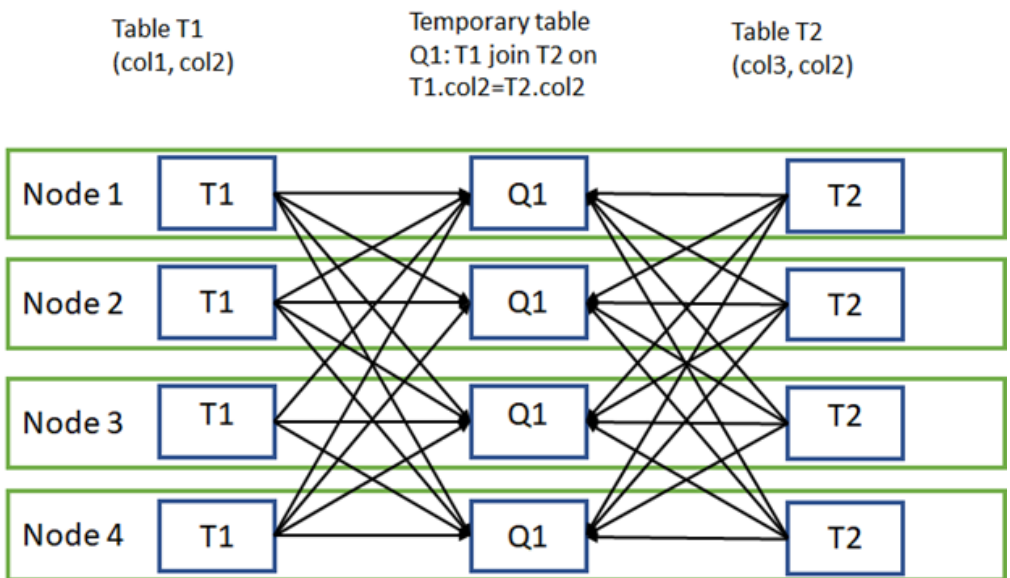 Table T1
(col1, col2)
Temporary table
Q1: T1 join T2 on
T1.col2=T2.col2
Table T2
(col3, col2)
Node 1 T1 Q1 T2
Node 2 T1 Q1 T2
Node 3 T1 Q1 T2
Node 4 T1 Q1 T2